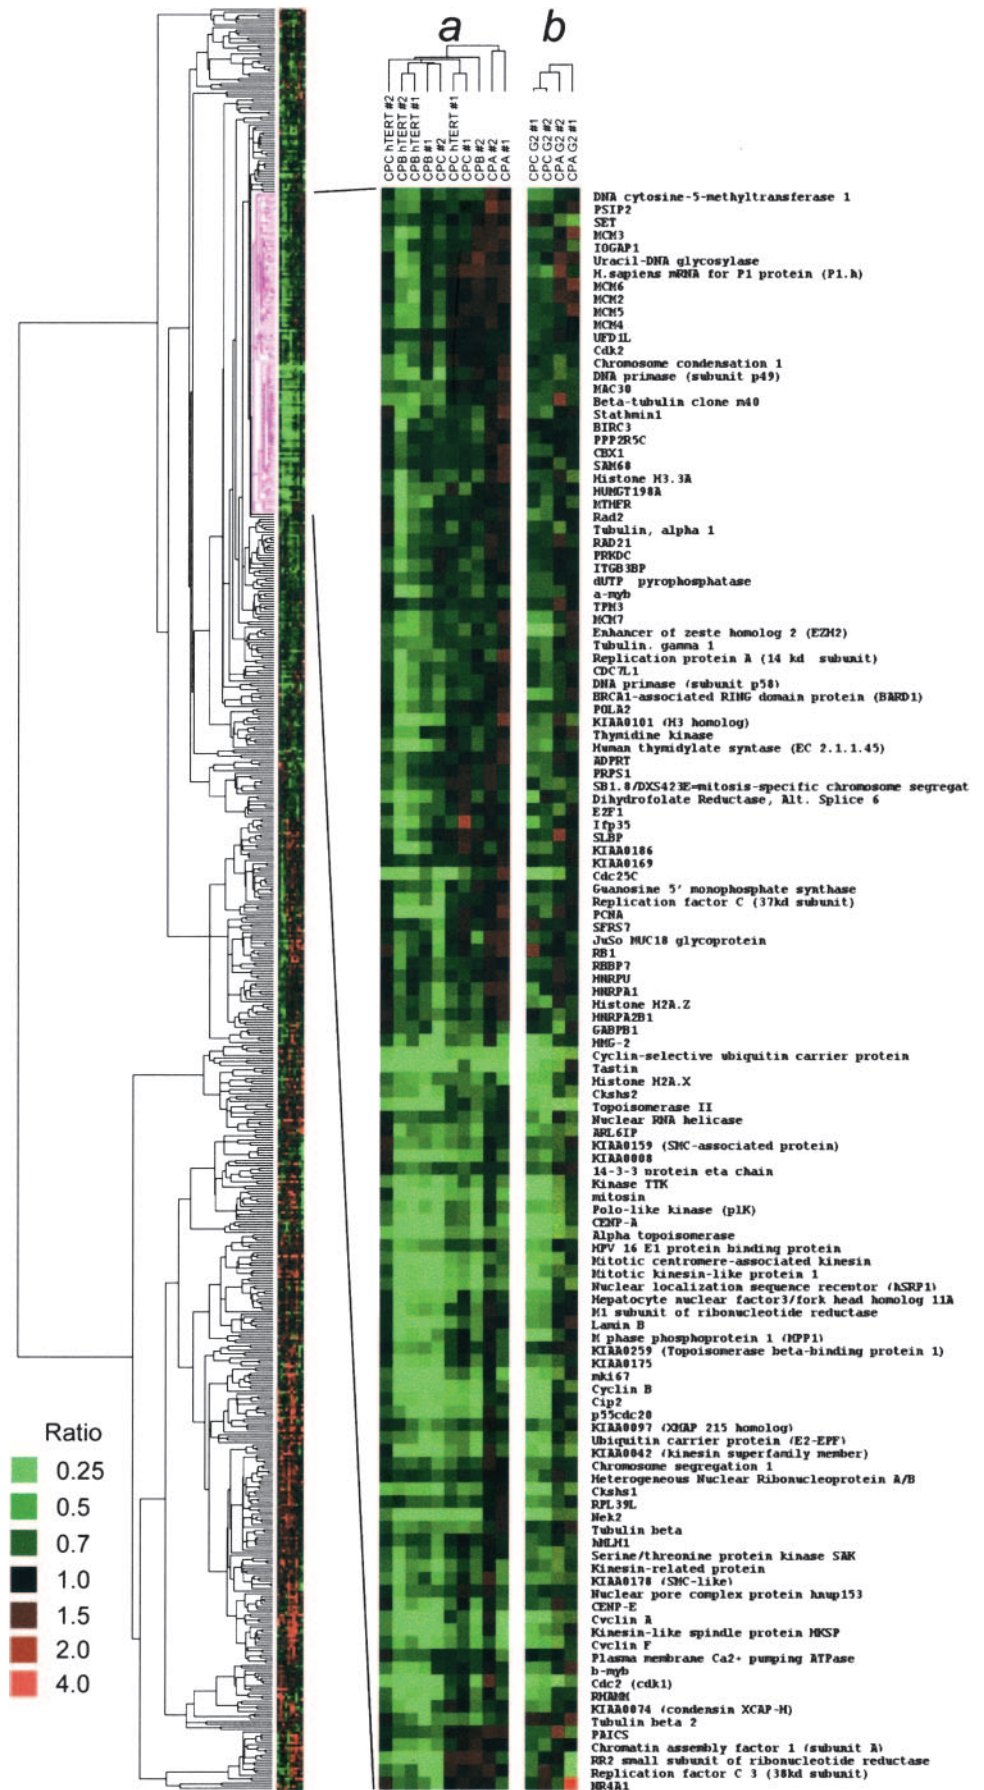 a
b
CPC hTERT #2
CPB hTERT #2
CPB hTERT #1
CPB #1
CPC #2
CPC hTERT #1
CPC #1
CPB #2
CPA #2
CPA #1
CPC G2 #1
CPC G2 #2
CPA G2 #2
CPA G2 #1
DNA cytosine-5-methyltransferase 1
PSIP2
SET
MCM3
IOGAP1
Uracil-DNA glycosylase
H.sapiens mRNA for P1 protein (P1.h)
MCM6
MCM2
MCM5
MCM4
UFD1L
Cdk2
Chromosome condensation 1
DNA primase (subunit p49)
MAC30
Beta-tubulin clone m40
Stathmin1
BIRC3
PPP2R5C
CBX1
SAM68
Histone H3.3A
HUMGT198A
MTHFR
Rad2
Tubulin, alpha 1
RAD21
PRKDC
ITGB3BP
dUTP pyrophosphatase
a-myb
TPM3
MCM7
Enhancer of zeste homolog 2 (EZH2)
Tubulin. gamma 1
Replication protein A (14 kd subunit)
CDC7L1
DNA primase (subunit p58)
BRCA1-associated RING domain protein (BARD1)
POLA2
KIAA0101 (H3 homolog)
Thymidine kinase
Human thymidylate syntase (EC 2.1.1.45)
ADPRT
PRPS1
SB1.8/DXS423E=mitosis-specific chromosome segregat
Dihydrofolate Reductase, Alt. Splice 6
E2F1
Ifp35
SLBP
KIAA0186
KIAA0169
Cdc25C
Guanosine 5' monophosphate synthase
Replication factor C (37kd subunit)
PCNA
SFRS7
JuSo MUC18 glycoprotein
RB1
RBBP7
HNRPU
HNRPA1
Histone H2A.Z
HNRPA2B1
GABPB1
HMG-2
Cyclin-selective ubiquitin carrier protein
Tastin
Histone H2A.X
Ckshs2
Topoisomerase II
Nuclear RNA helicase
ARL6IP
KIAA0159 (SMC-associated protein)
KIAA0008
14-3-3 protein eta chain
Kinase TTK
mitosin
Polo-like kinase (plK)
CENP-A
Alpha topoisomerase
HPV 16 E1 protein binding protein
Mitotic centromere-associated kinesin
Mitotic kinesin-like protein 1
Nuclear localization sequence receptor (hSRP1)
Hepatocyte nuclear factor3/fork head homolog 11A
M1 subunit of ribonucleotide reductase
Lamin B
M phase phosphoprotein 1 (MPP1)
KIAA0259 (Topoisomerase beta-binding protein 1)
KIAA0175
mki67
Cyclin B
Cip2
p55cdc20
KIAA0097 (XMAP 215 homolog)
Ubiquitin carrier protein (E2-EPF)
KIAA0042 (kinesin superfamily member)
Chromosome segregation 1
Heterogeneous Nuclear Ribonucleoprotein A/B
Ckshs1
RPL39L
Nek2
Tubulin beta
hMLH1
Serine/threonine protein kinase SAK
Kinesin-related protein
KIAA0178 (SMC-like)
Nuclear pore complex protein hnup153
CENP-E
Cyclin A
Kinesin-like spindle protein HKSP
Cyclin F
Plasma membrane Ca2+ pumping ATPase
b-myb
Cdc2 (cdk1)
RHAMM
KIAA0074 (condensin XCAP-H)
Tubulin beta 2
PAICS
Chromatin assembly factor 1 (subunit A)
RR2 small subunit of ribonucleotide reductase
Replication factor C 3 (38kd subunit)
NR4A1
Ratio
0.25
0.5
0.7
1.0
1.5
2.0
4.0